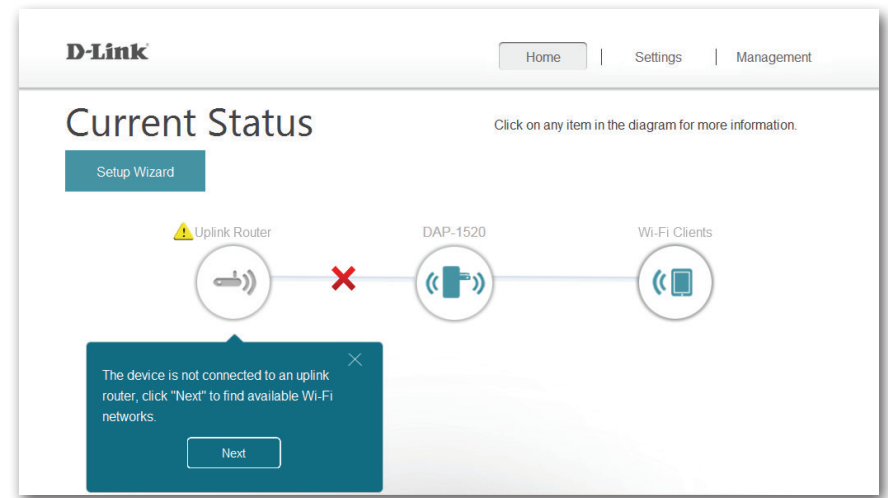 D-Link
Home | Settings | Management
Current Status
Click on any item in the diagram for more information.
Setup Wizard
Uplink Router
DAP-1520
Wi-Fi Clients
The device is not connected to an uplink
router, click "Next" to find available Wi-Fi
networks.
Next